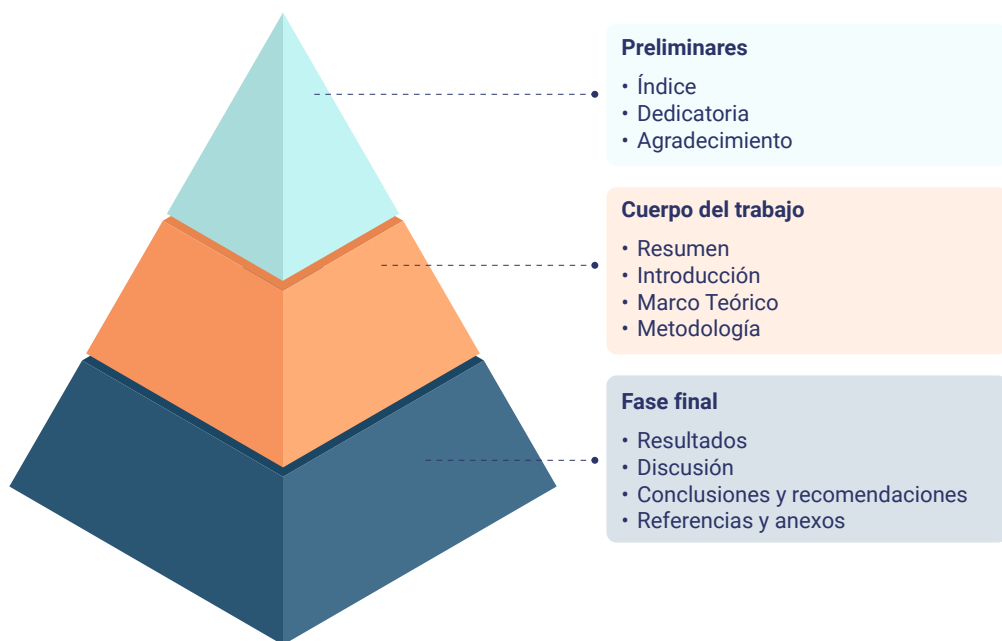 Preliminares
• Índice
• Dedicatoria
• Agradecimiento
Cuerpo del trabajo
• Resumen
• Introducción
• Marco Teórico
• Metodología
Fase final
• Resultados
• Discusión
• Conclusiones y recomendaciones
• Referencias y anexos